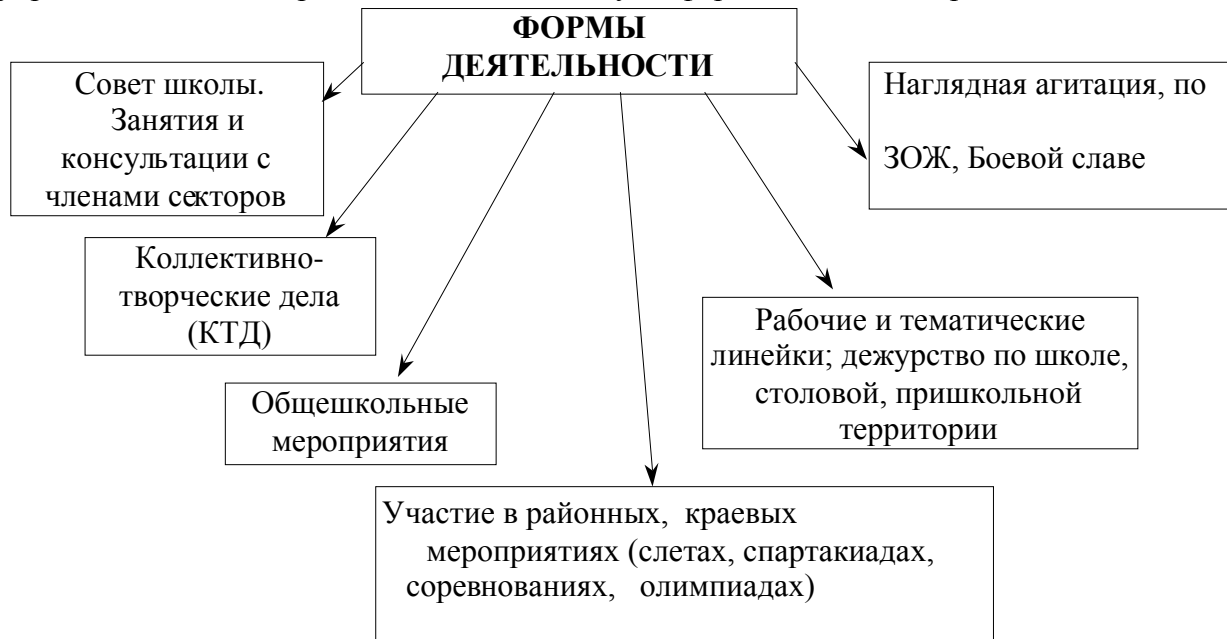 ФОРМЫ
ДЕЯТЕЛЬНОСТИ
Совет школы.
Занятия и
консультации с
членами секторов
Наглядная агитация, по
ЗОЖ, Боевой славе
Коллективно-
творческие дела
(КТД)
Рабочие и тематические
линейки; дежурство по школе,
столовой, пришкольной
территории
Общешкольные
мероприятия
Участие в районных, краевых
мероприятиях (слетах, спартакиадах,
соревнованиях, олимпиадах)